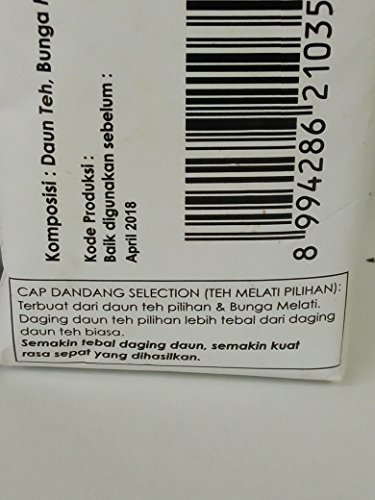 Komposisi : Daun Teh, Bunga
Kode Produksi :
Baik digunakan sebelum :
April 2018
8 994286 21035
CAP DANDANG SELECTION (TEH MELATI PILIHAN):
Terbuat dari daun teh pilihan & Bunga Melati.
Daging daun teh pilihan lebih tebal dari daging
daun teh biasa.
Semakin tebal daging daun, semakin kuat
rasa sepat yang dihasilkan.